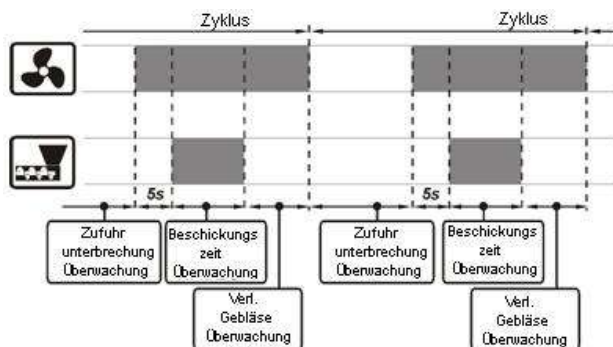 Zyklus
Zyklus
5s
5s
Zufuhr
unterbrechung
Überwachung
Beschickungs
zeit
Überwachung
Zufuhr
unterbrechung
Überwachung
Beschickungs
zeit
Überwachung
Verl.
Gebläse
Überwachung
Verl.
Gebläse
Überwachung